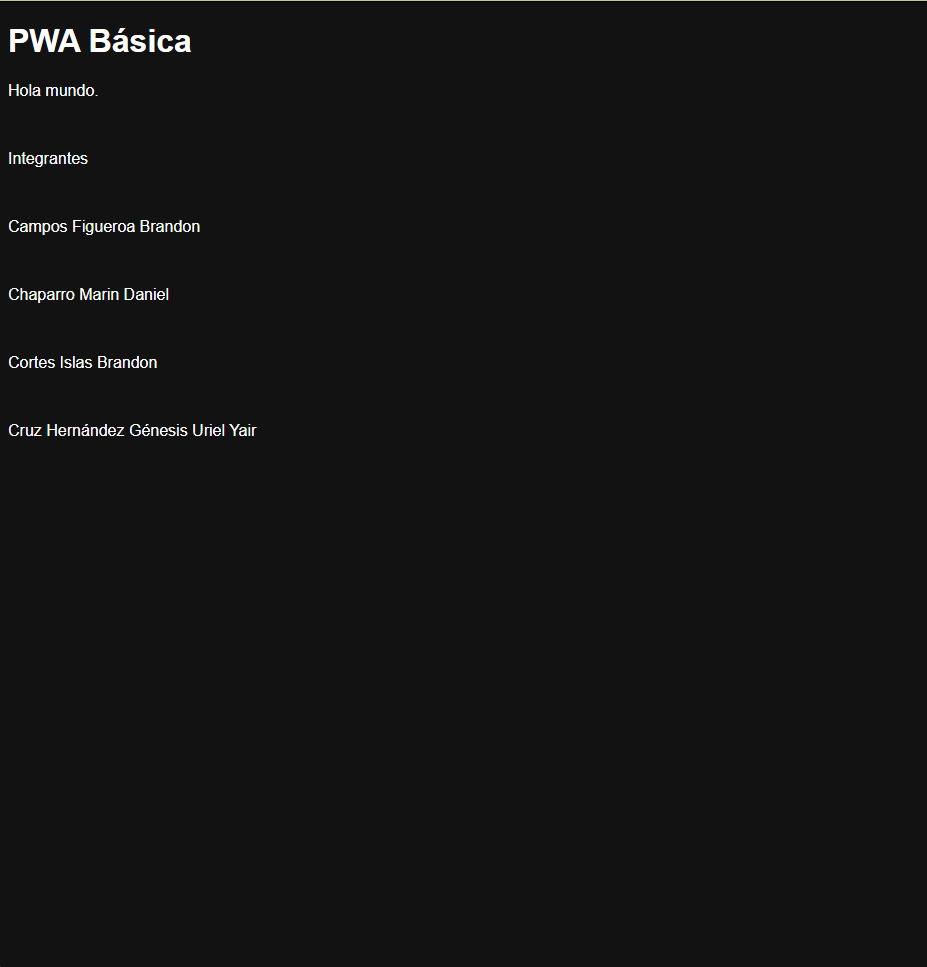 PWA Básica
Hola mundo.
Integrantes
Campos Figueroa Brandon
Chaparro Marin Daniel
Cortes Islas Brandon
Cruz Hernández Génesis Uriel Yair